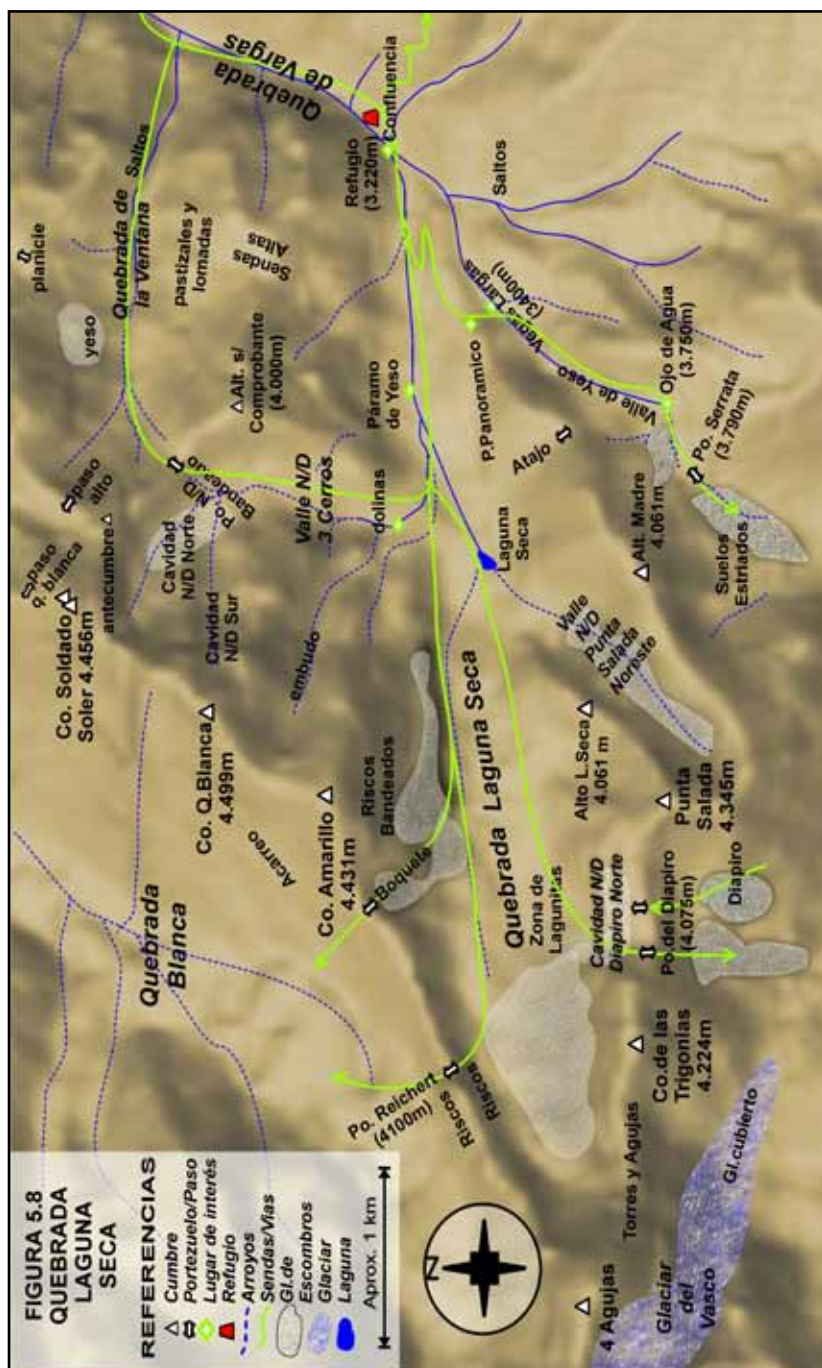 FIGURA 5.8
QUEBRADA
LAGUNA
SECA
REFERENCIAS
Cumbre
Portezuelo/Paso
Lugar de interés
Refugio
Arroyos
Sendas/Vias
Gl.de
Escombros
Glaciar
Laguna
Aprox. 1 km
N
Quebrada
Blanca
Co. Soldado
Soler 4.456m
paso
q. blanca
paso
alto
antecumbre
yeso
planicie
Quebrada de
la Ventana
Saltos
pastizales y
lomadas
Sendas
Altas
Quebrada
de Vargas
Co. Q.Blanca
4.499m
Cavidad
N/D Norte
Cavidad
N/D Sur
Po. N/D
Bandeado
Alt. s/
Comprobante
(4.000m)
Valle N/D
3 Cerros
Acarreo
Co. Amarillo
4.431m
embudo
dolinas
Páramo
de Yeso
Refugio
(3.220m)
Confluencia
Boquete
Riscos
Bandeados
Po. Reichert
(4100m)
Riscos
Riscos
Quebrada Laguna Seca
Zona de
Lagunitas
Laguna
Seca
P.Panoramico
Vegas Largas
(3400m)
Saltos
Atajo
Valle de Yeso
Ojo de Agua
(3.750m)
Po. Serrata
(3.790m)
Alt. Madre
4.061m
Suelos
Estriados
Valle
N/D
Punta
Salada
Noreste
Alto L.Seca
4.061 m
Punta
Salada
4.345m
Cavidad N/D
Diapiro Norte
Po.del Diapiro
(4.075m)
Diapiro
Co.de las
Trigonias
4.224m
Torres y Agujas
4 Agujas
Glaciar
del
Vasco
Gl.cubierto